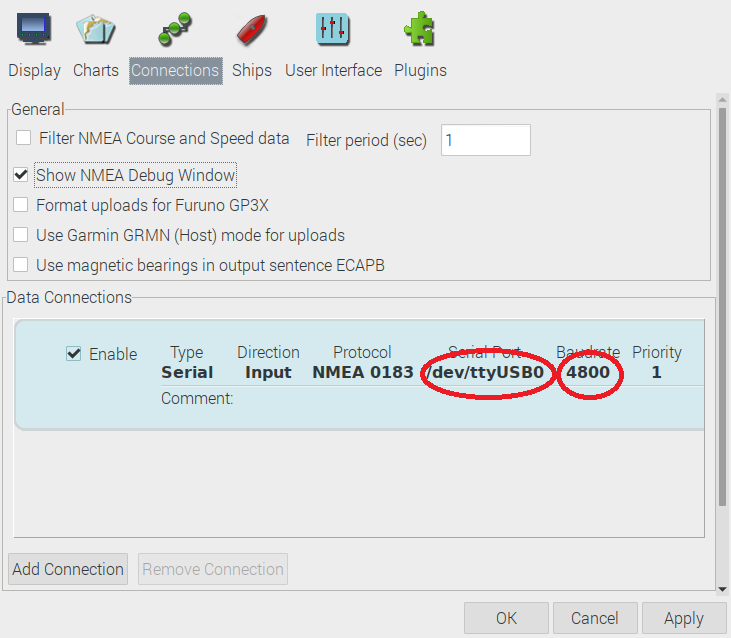 Display Charts Connections Ships User Interface Plugins
General
Filter NMEA Course and Speed data Filter period (sec) 1
Show NMEA Debug Window
Format uploads for Furuno GP3X
Use Garmin GRMN (Host) mode for uploads
Use magnetic bearings in output sentence ECAPB
Data Connections
Enable Type Direction Protocol Serial Port Baudrate Priority
Serial Input NMEA 0183 /dev/ttyUSB0 4800 1
Comment:
Add Connection Remove Connection
OK Cancel Apply